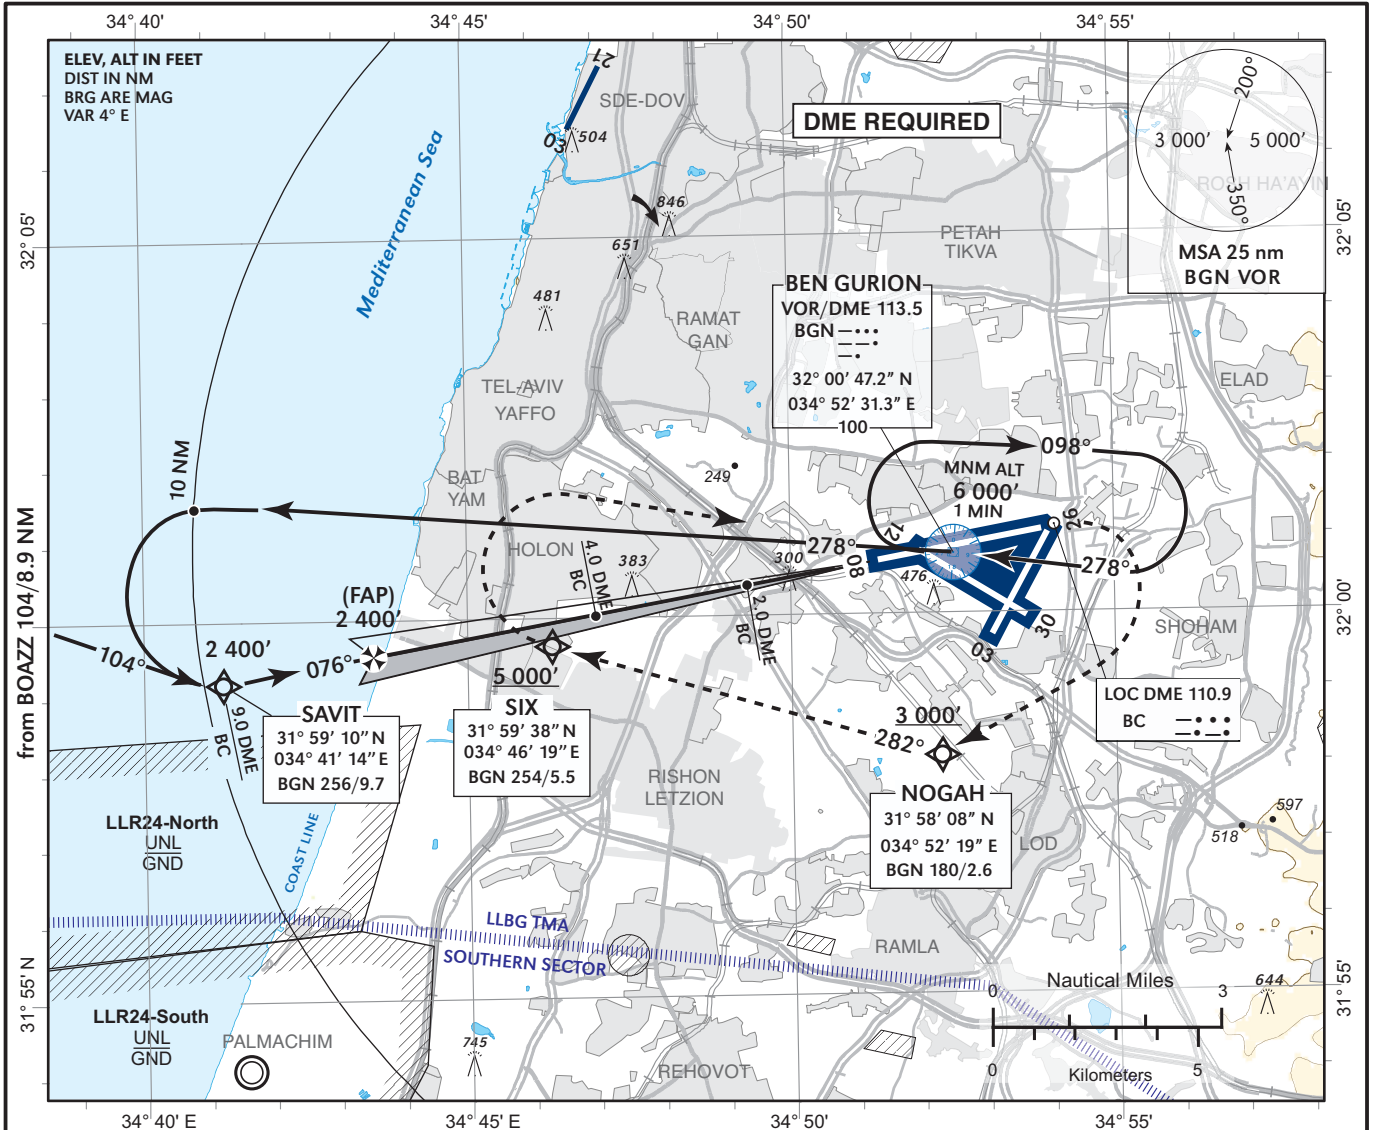 34° 40'
34° 45'
34° 50'
34° 55'
ELEV, ALT IN FEET
DIST IN NM
BRG ARE MAG
VAR 4° E
Mediterranean Sea
21
SDE-DOV
03
504
DME REQUIRED
200°
3 000'
5 000'
350°
ROSH HA'AYIN
MSA 25 nm
BGN VOR
32° 05'
32° 05'
846
651
481
PETAH
TIKVA
RAMAT
GAN
BEN GURION
VOR/DME 113.5
BGN
32° 00' 47.2" N
034° 52' 31.3" E
100
ELAD
TEL-AVIV
YAFFO
BAT
YAM
10 NM
249
098°
MNM ALT
6 000'
1 MIN
12
26
278°
08
300
476
278°
HOLON
4.0 DME
BC
383
(FAP)
2 400'
2.0 DME
BC
30
03
32° 00'
SHOHAM
from BOAZZ 104/8.9 NM
104°
2 400'
076°
9.0 DME
BC
5 000'
SAVIT
31° 59' 10" N
034° 41' 14" E
BGN 256/9.7
SIX
31° 59' 38" N
034° 46' 19" E
BGN 254/5.5
3 000'
282°
LOC DME 110.9
BC
NOGAH
31° 58' 08" N
034° 52' 19" E
BGN 180/2.6
RISHON
LETZION
LOD
597
518
LLR24-North
UNL
GND
COAST LINE
LLBG TMA
SOUTHERN SECTOR
RAMLA
31° 55' N
31° 55'
Nautical Miles
0
3
644
LLR24-South
UNL
GND
PALMACHIM
745
REHOVOT
0
5
Kilometers
34° 40' E
34° 45'
34° 50'
34° 55'